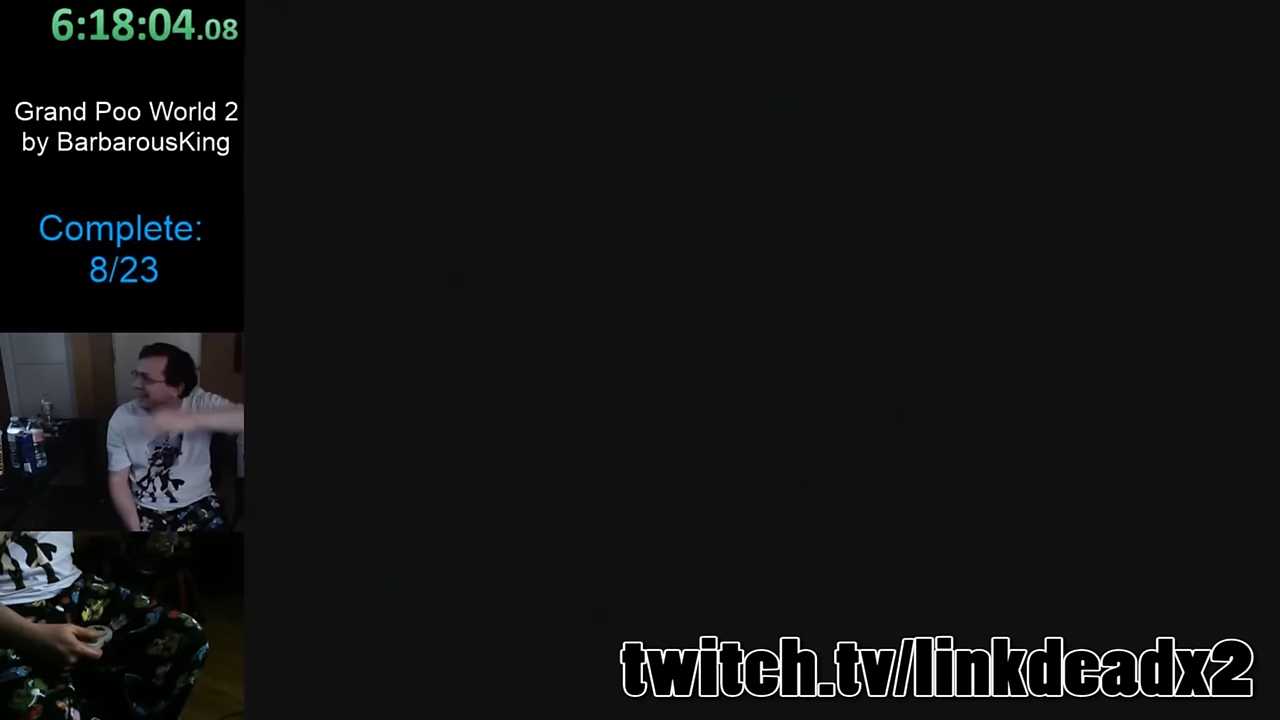 6:18:04.08
Grand Poo World 2
by BarbarousKing
Complete:
8/23
twitch.tv/linkdeadx2